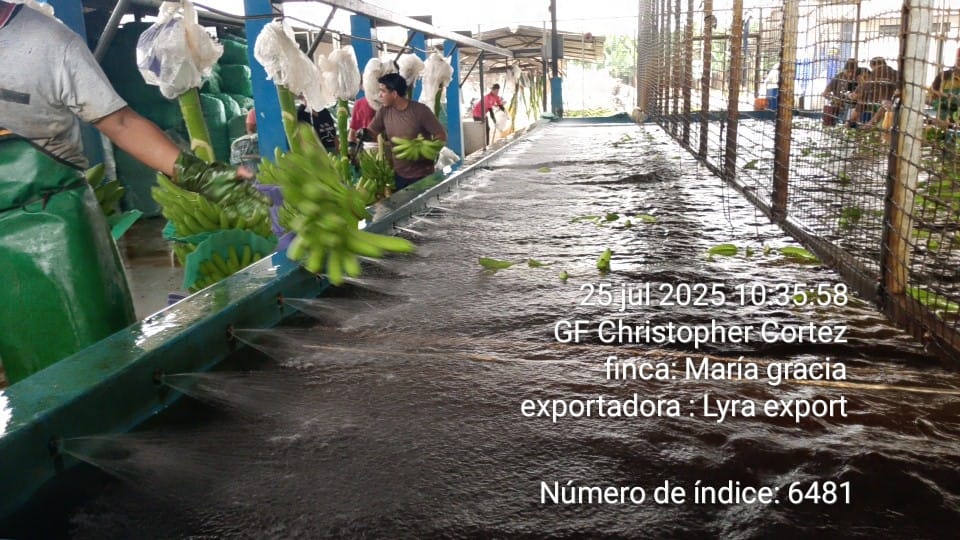 25 jul 2025 10:35:58
GF Christopher Cortez
finca: María gracia
exportadora : Lyra export
Número de índice: 6481